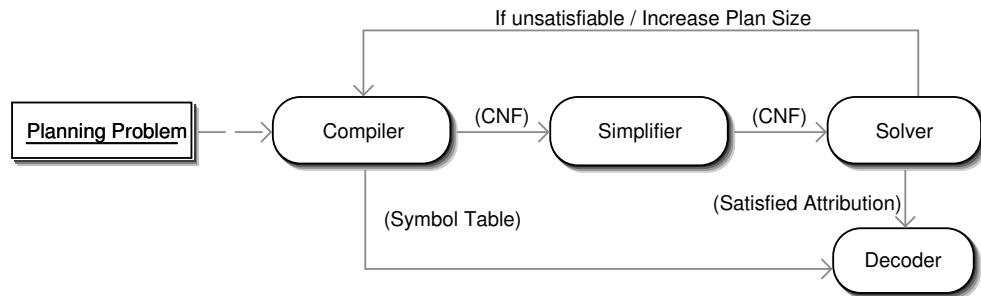 If unsatisfiable / Increase Plan Size
Planning Problem
Compiler
(CNF)
Simplifier
(CNF)
Solver
(Symbol Table)
(Satisfied Attribution)
Decoder